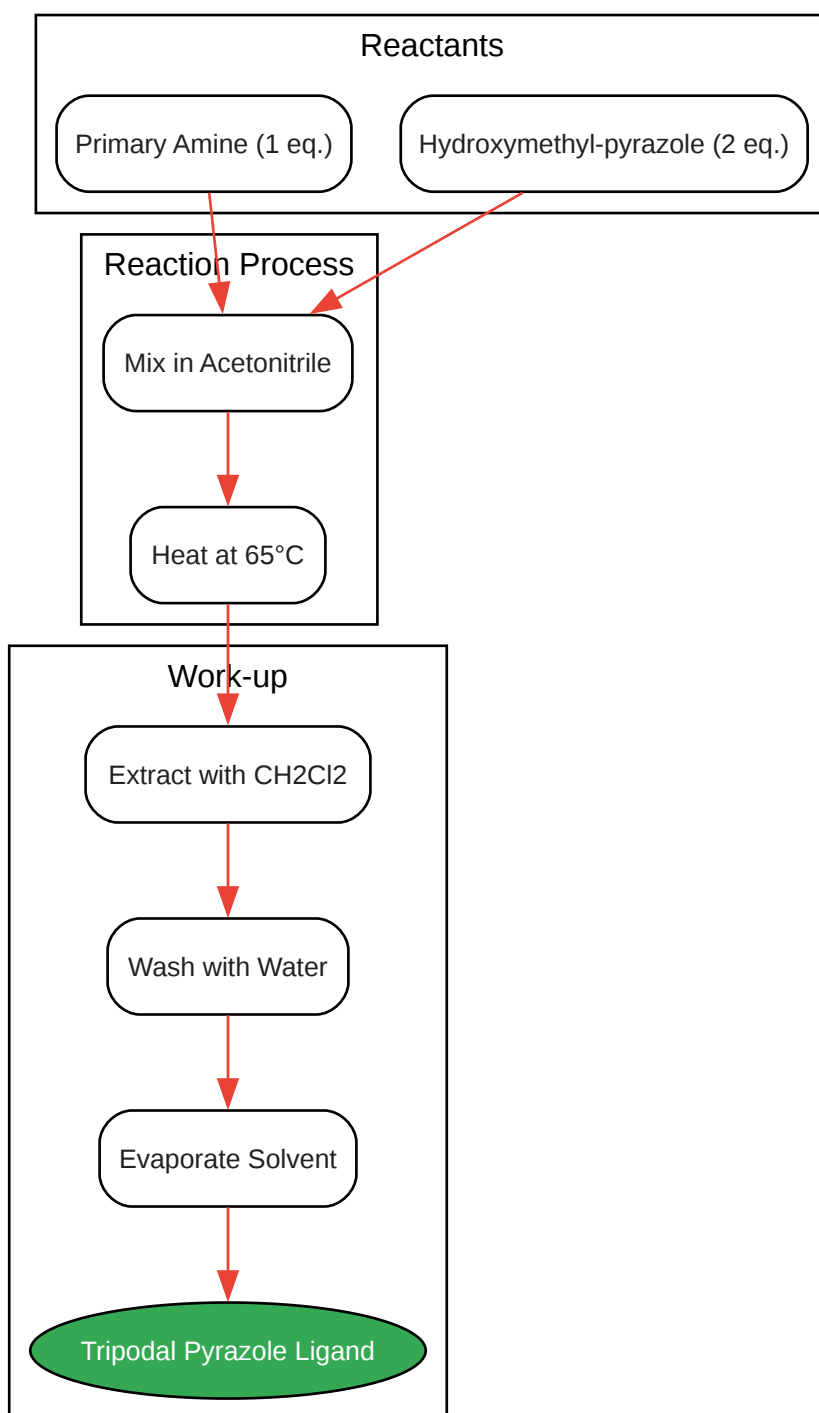 Reactants
Primary Amine (1 eq.)
Hydroxymethyl-pyrazole (2 eq.)
Reaction Process
Mix in Acetonitrile
Heat at 65°C
Work-up
Extract with CH2Cl2
Wash with Water
Evaporate Solvent
Tripodal Pyrazole Ligand